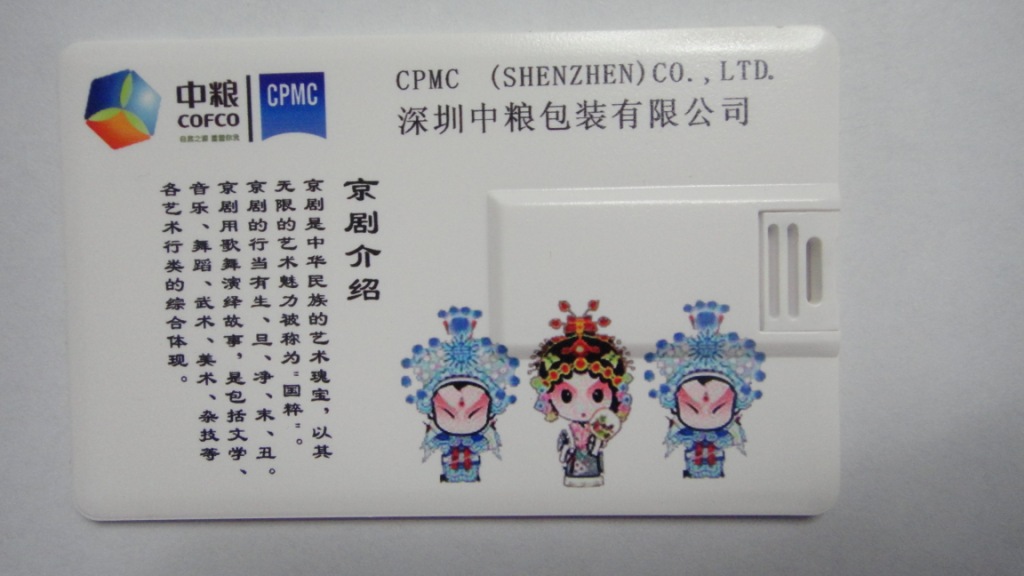 中粮
COFCO
CPMC
CPMC (SHENZHEN)CO.,LTD.
深圳中粮包装有限公司
京剧介绍
京剧是中华民族的艺术瑰宝，以其
无限的艺术魅力被称为"国粹"。
京剧的行当有生、旦、净、末、丑。
京剧用歌舞演绎故事，是包括文学、
音乐、舞蹈、武术、美术、杂技等
各艺术行类的综合体现。